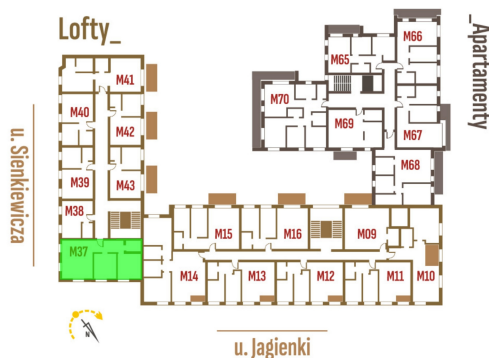 Lofty_
_Apartamenty
M66
M65
M41
M70
M40
M42
M69
M67
M39
M43
M68
M38
M15
M16
M09
M37
M14
M13
M12
M11
M10
u. Sienkiewicza
N
u. Jagienki